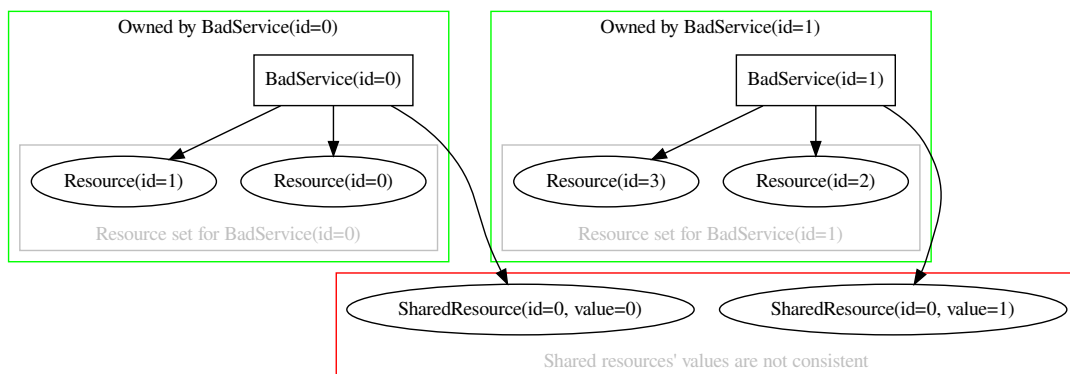 Owned by BadService(id=0)
Owned by BadService(id=1)
BadService(id=0)
BadService(id=1)
Resource(id=1)
Resource(id=0)
Resource(id=3)
Resource(id=2)
Resource set for BadService(id=0)
Resource set for BadService(id=1)
SharedResource(id=0, value=0)
SharedResource(id=0, value=1)
Shared resources' values are not consistent